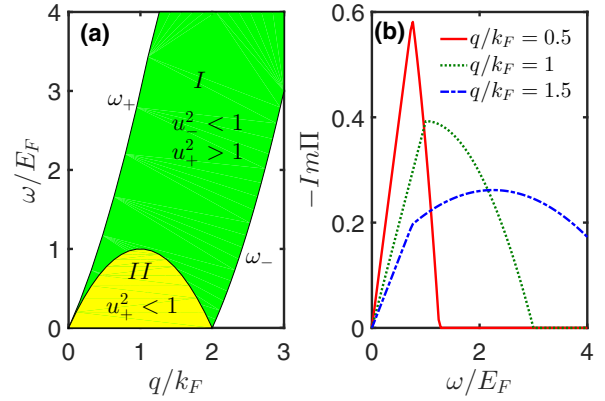 (a)
I
ω₊
u₋² < 1
u₊² > 1
ω₋
II
u₊² < 1
ω/E_F
4
3
2
1
0
0 1 2 3
q/k_F
(b)
q/k_F = 0.5
q/k_F = 1
q/k_F = 1.5
−ImΠ
0.6
0.4
0.2
0
0 2 4
ω/E_F